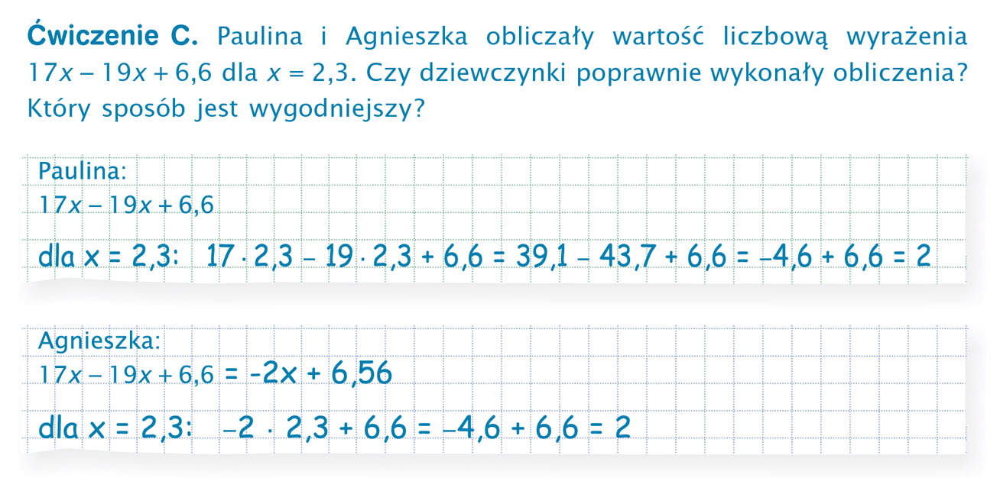 Ćwiczenie C. Paulina i Agnieszka obliczały wartość liczbową wyrażenia
17x – 19x + 6,6 dla x = 2,3. Czy dziewczynki poprawnie wykonały obliczenia?
Który sposób jest wygodniejszy?
Paulina:
17x – 19x + 6,6
dla x = 2,3: 17 · 2,3 – 19 · 2,3 + 6,6 = 39,1 – 43,7 + 6,6 = –4,6 + 6,6 = 2
Agnieszka:
17x – 19x + 6,6 = -2x + 6,56
dla x = 2,3: –2 · 2,3 + 6,6 = –4,6 + 6,6 = 2